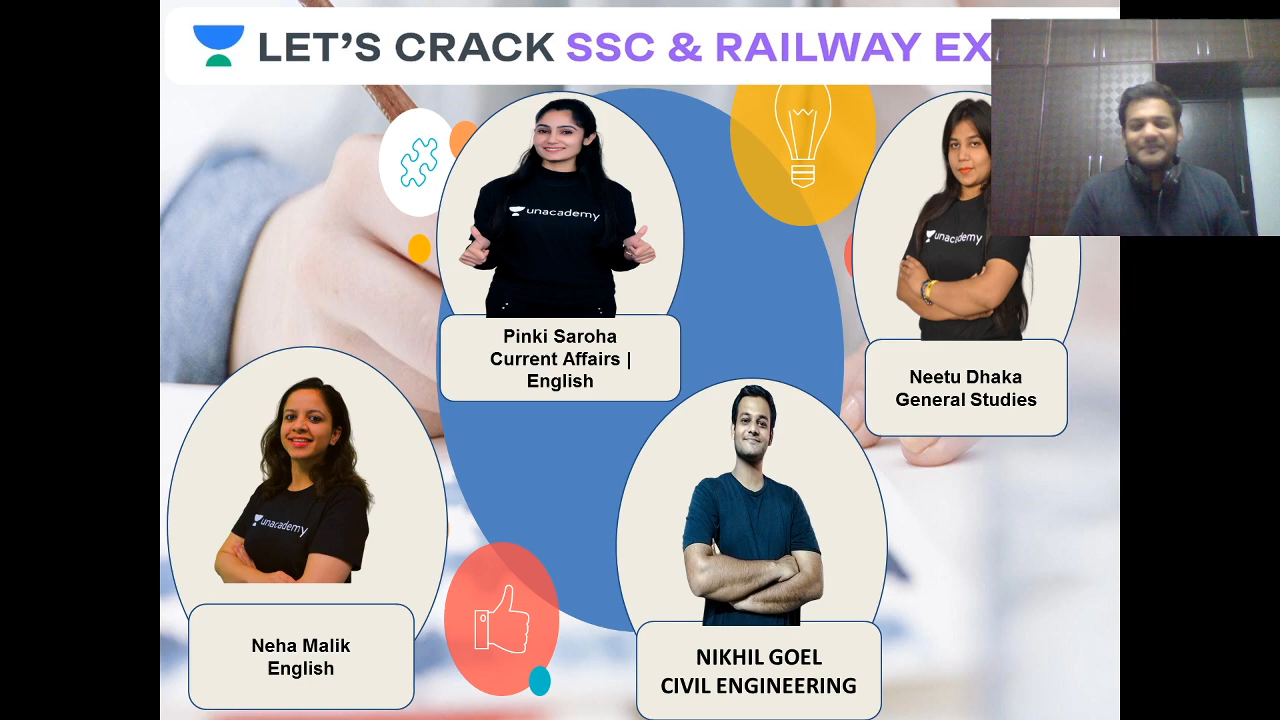 LET'S CRACK SSC & RAILWAY EX
unacademy
unacademy
Pinki Saroha
Current Affairs |
English
Neetu Dhaka
General Studies
unacademy
Neha Malik
English
NIKHIL GOEL
CIVIL ENGINEERING